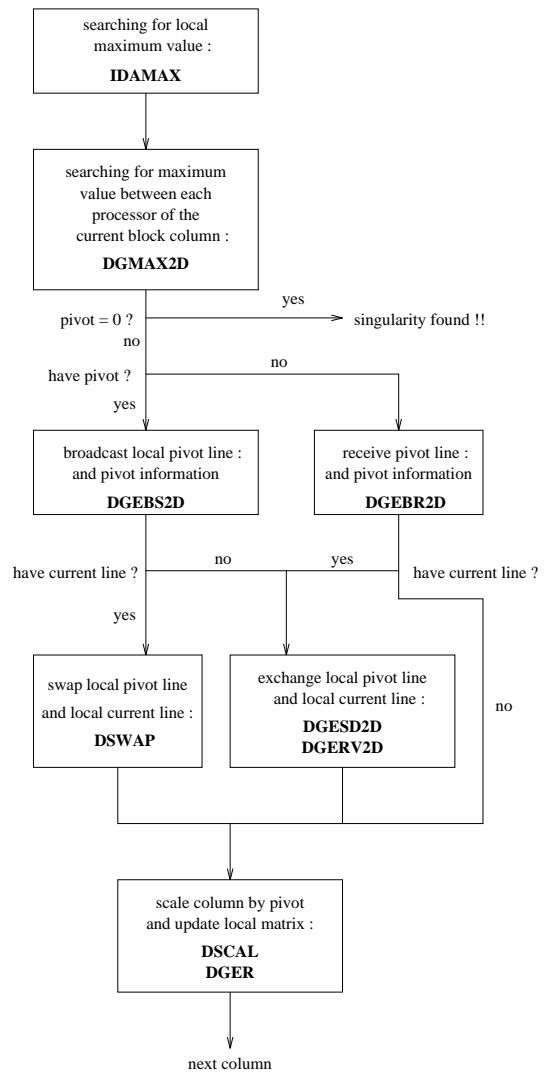 searching for local
maximum value :
IDAMAX
searching for maximum
value between each
processor of the
current block column :
DGMAX2D
pivot = 0 ?
yes
singularity found !!
no
have pivot ?
no
yes
broadcast local pivot line :
and pivot information
DGEBS2D
receive pivot line :
and pivot information
DGEBR2D
have current line ?
no
yes
have current line ?
yes
swap local pivot line
and local current line :
DSWAP
exchange local pivot line
and local current line :
DGESD2D
DGERV2D
no
scale column by pivot
and update local matrix :
DSCAL
DGER
next column